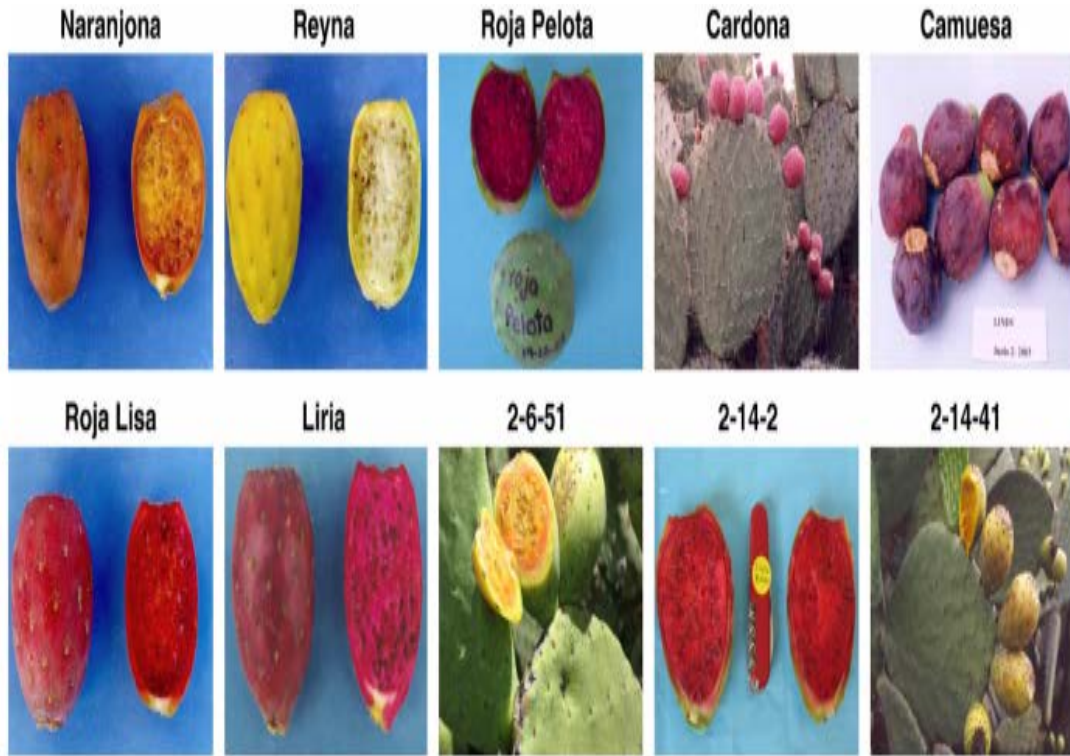 Naranjona
Reyna
Roja Pelota
Cardona
Camuesa
roja
Pelota
Roja Lisa
Liria
2-6-51
2-14-2
2-14-41